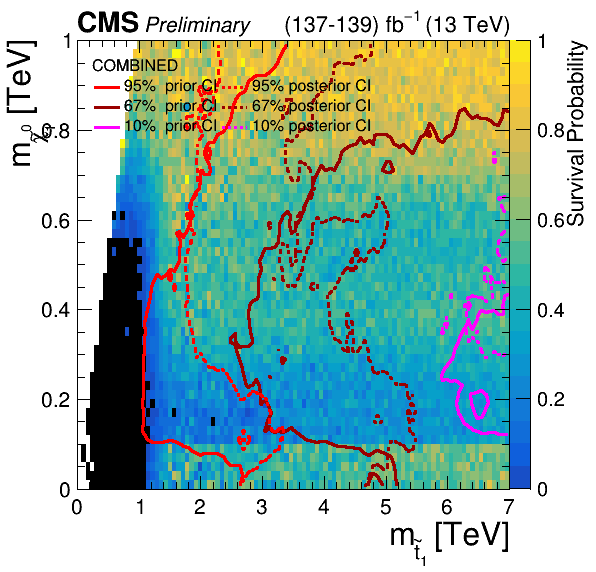 CMS Preliminary (137-139) fb⁻¹ (13 TeV)
COMBINED
95% prior CI 95% posterior CI
67% prior CI 67% posterior CI
10% prior CI 10% posterior CI
m_χ̃⁰₁ [TeV]
1
0.8
0.6
0.4
0.2
0
0 1 2 3 4 5 6 7
m_t̃₁ [TeV]
1
0.8
0.6
0.4
0.2
0
Survival Probability